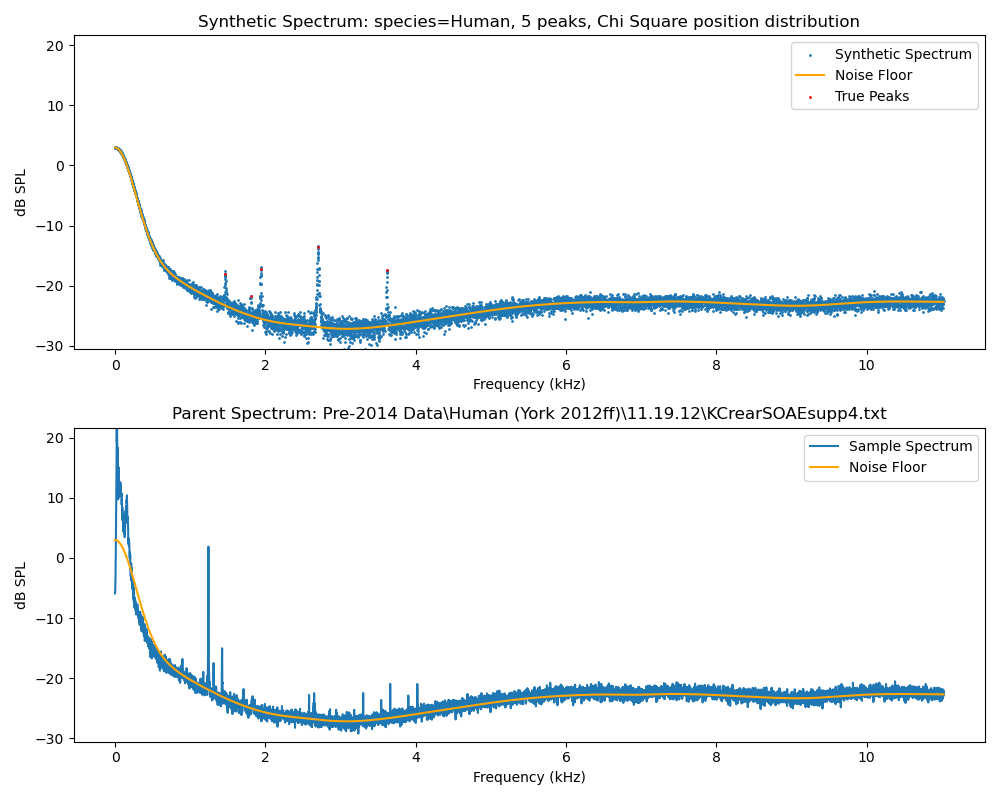 Synthetic Spectrum: species=Human, 5 peaks, Chi Square position distribution
20
10
0
−10
−20
−30
dB SPL
Synthetic Spectrum
Noise Floor
True Peaks
0 2 4 6 8 10
Frequency (kHz)
Parent Spectrum: Pre-2014 Data\Human (York 2012ff)\11.19.12\KCrearSOAEsupp4.txt
20
10
0
−10
−20
−30
dB SPL
Sample Spectrum
Noise Floor
0 2 4 6 8 10
Frequency (kHz)